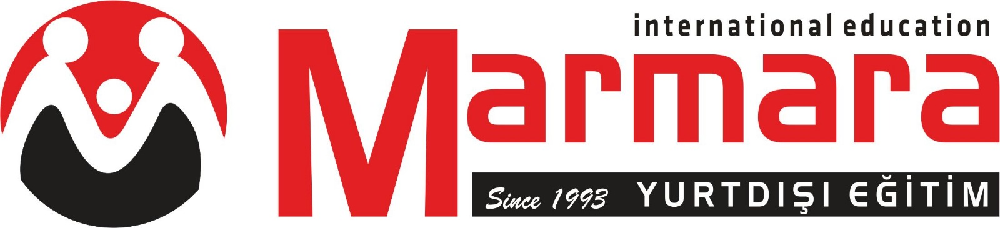 international education
Marmara
Since 1993 YURTDIŞI EĞİTİM